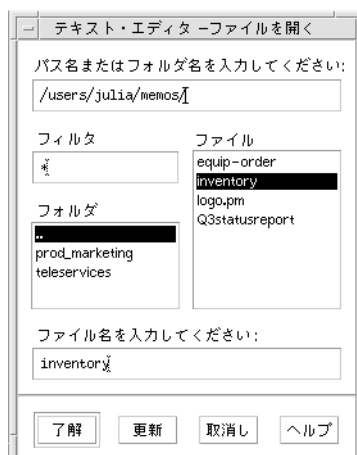 テキスト・エディタ −ファイルを開く
パス名またはフォルダ名を入力してください:
/users/julia/memos/
フィルタ
*
フォルダ
..
prod_marketing
teleservices
ファイル
equip-order
inventory
logo.pm
Q3statusreport
ファイル名を入力してください:
inventory
了解
更新
取消し
ヘルプ